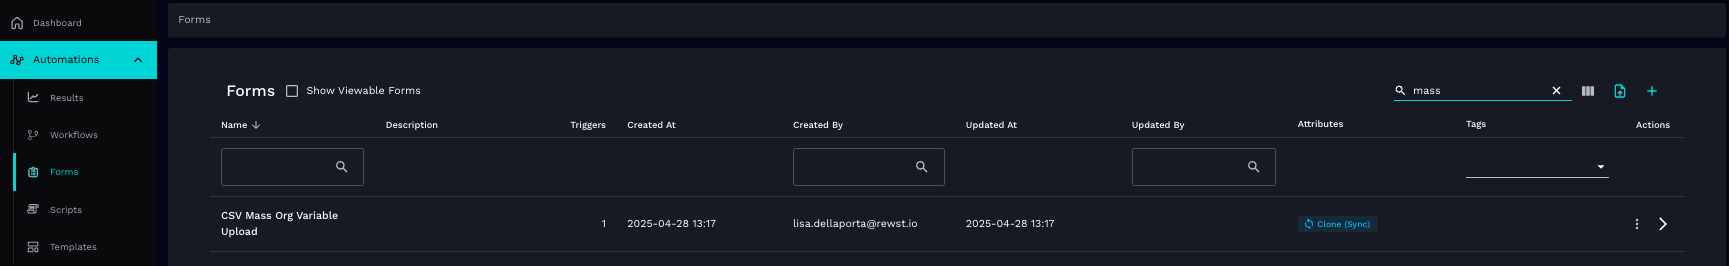 Dashboard
Automations
Results
Workflows
Forms
Scripts
Templates
Forms
Forms
Show Viewable Forms
mass
Name Description Triggers Created At Created By Updated At Updated By Attributes Tags Actions
CSV Mass Org Variable
Upload
1 2025-04-28 13:17 lisa.dellaporta@rewst.io 2025-04-28 13:17 Clone (Sync)